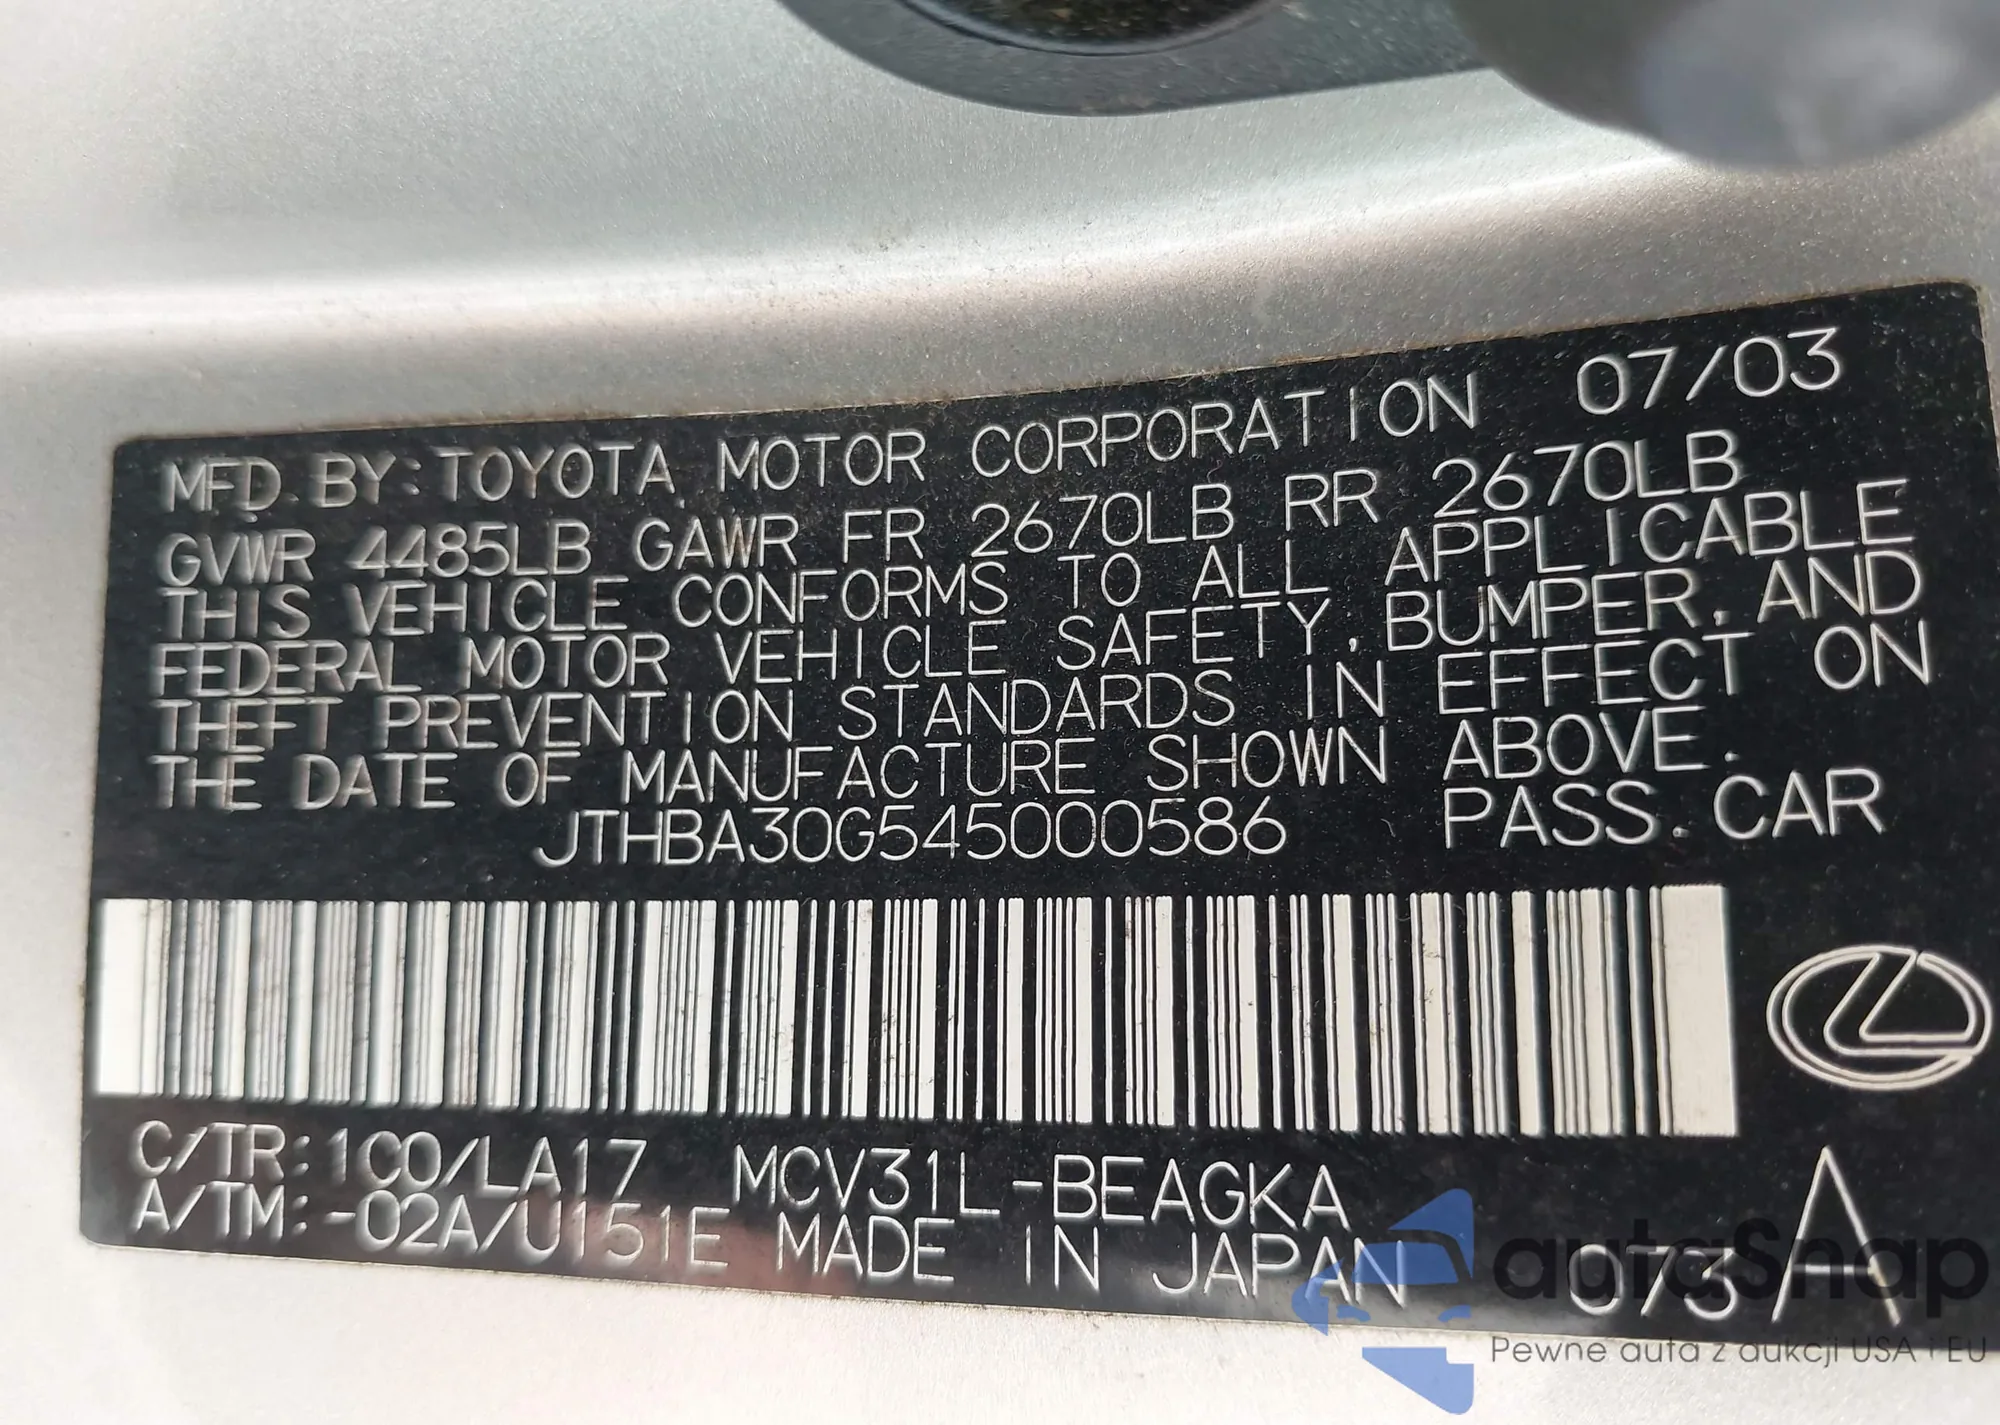 MFD. BY: TOYOTA MOTOR CORPORATION 07/03
GVWR 4485LB GAWR FR 2670LB RR 2670LB
THIS VEHICLE CONFORMS TO ALL APPLICABLE
FEDERAL MOTOR VEHICLE SAFETY, BUMPER, AND
THEFT PREVENTION STANDARDS IN EFFECT ON
THE DATE OF MANUFACTURE SHOWN ABOVE.
JTHBA30G545000586 PASS. CAR
C/TR: 1C0/LA17 MCV31L-BEAGKA
A/TM: -02A/U151E MADE IN JAPAN 073 A
autoSnap
Pewne auta z aukcji USA i EU